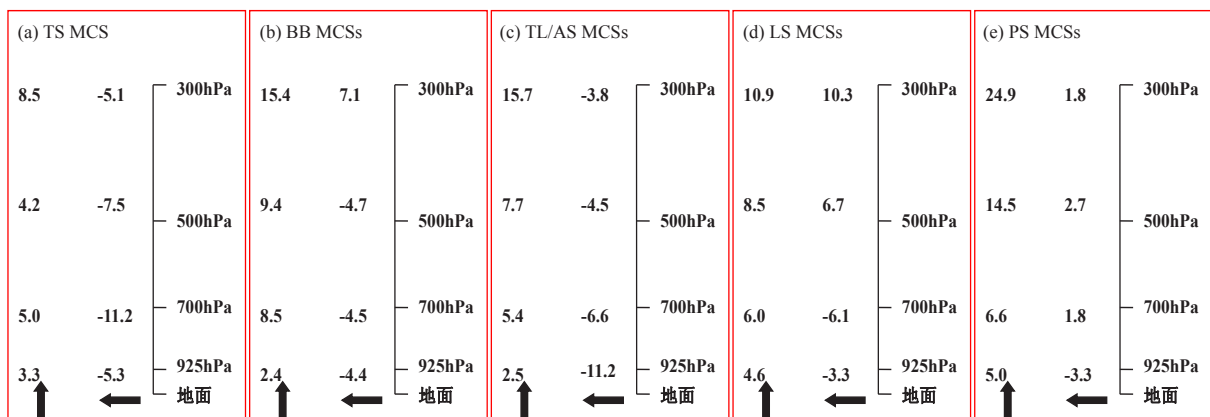 (a) TS MCS
8.5 -5.1 300hPa
4.2 -7.5 500hPa
5.0 -11.2 700hPa
3.3 -5.3 925hPa
地面
(b) BB MCSs
15.4 7.1 300hPa
9.4 -4.7 500hPa
8.5 -4.5 700hPa
2.4 -4.4 925hPa
地面
(c) TL/AS MCSs
15.7 -3.8 300hPa
7.7 -4.5 500hPa
5.4 -6.6 700hPa
2.5 -11.2 925hPa
地面
(d) LS MCSs
10.9 10.3 300hPa
8.5 6.7 500hPa
6.0 -6.1 700hPa
4.6 -3.3 925hPa
地面
(e) PS MCSs
24.9 1.8 300hPa
14.5 2.7 500hPa
6.6 1.8 700hPa
5.0 -3.3 925hPa
地面